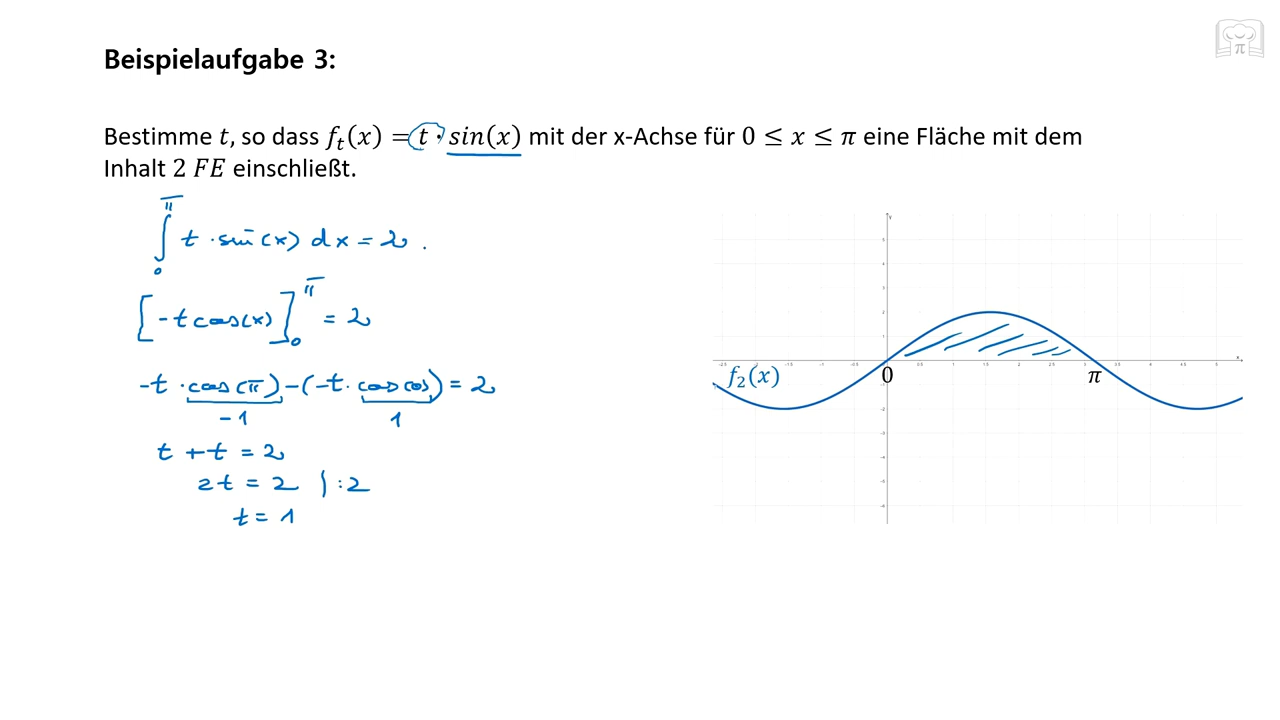 Beispielaufgabe 3:
Bestimme t, so dass fₜ(x) = t · sin(x) mit der x-Achse für 0 ≤ x ≤ π eine Fläche mit dem
Inhalt 2 FE einschließt.
∫₀^π t · sin(x) dx = 2 .
[-t cos(x)]₀^π = 2
-t · cos(π) - (-t · cos(0)) = 2
-1 1
t + t = 2
2t = 2 | :2
t = 1
f₂(x) 0 π